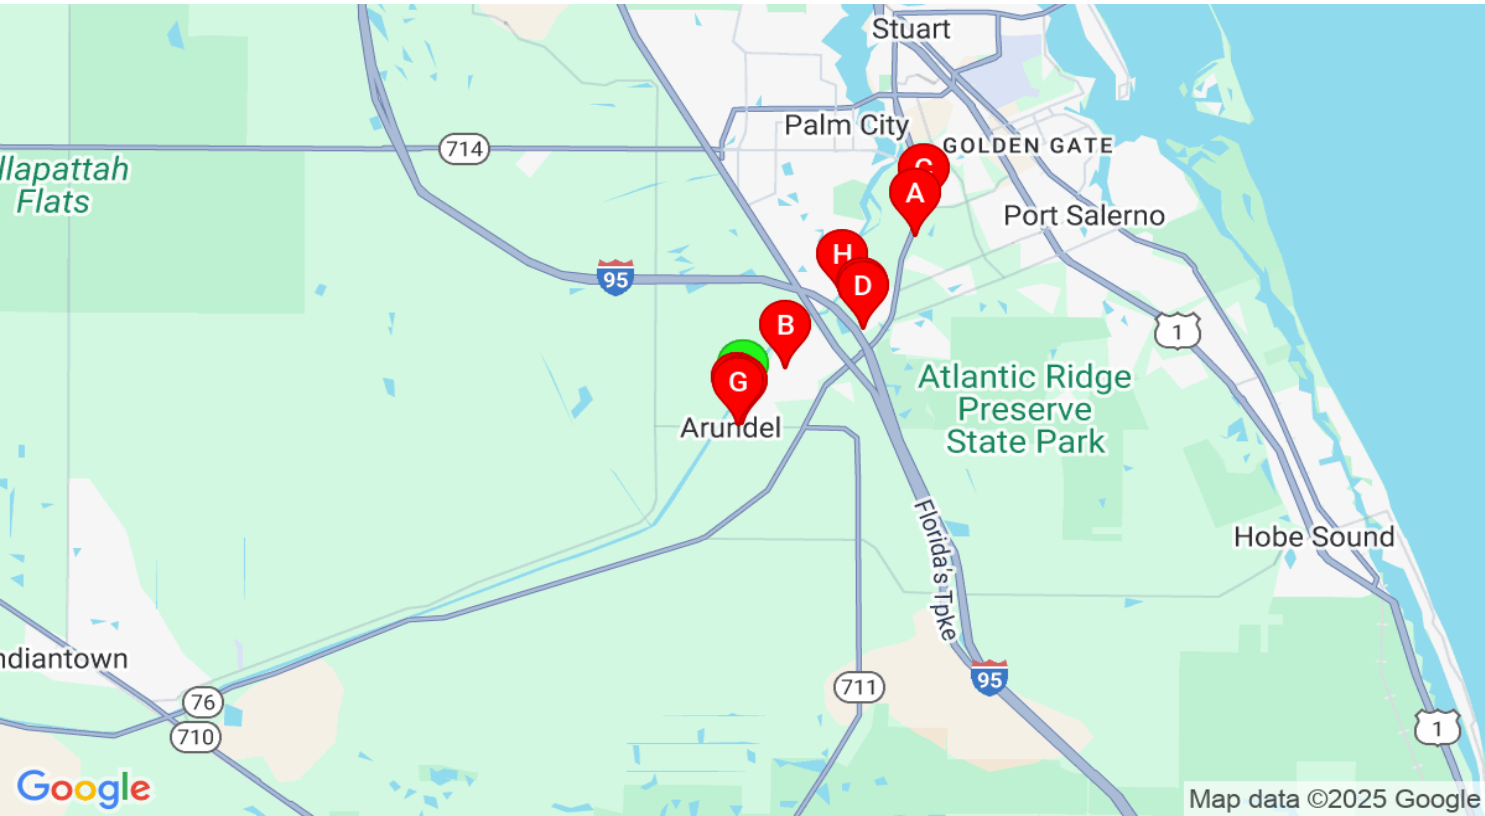 Stuart
Palm City
714
GOLDEN GATE
llapattah
Flats
C
A
Port Salerno
H
95
D
B
1
Atlantic Ridge
Preserve
State Park
G
Arundel
Florida's Tpke
Hobe Sound
ndiantown
95
711
76
710
1
Google
Map data ©2025 Google